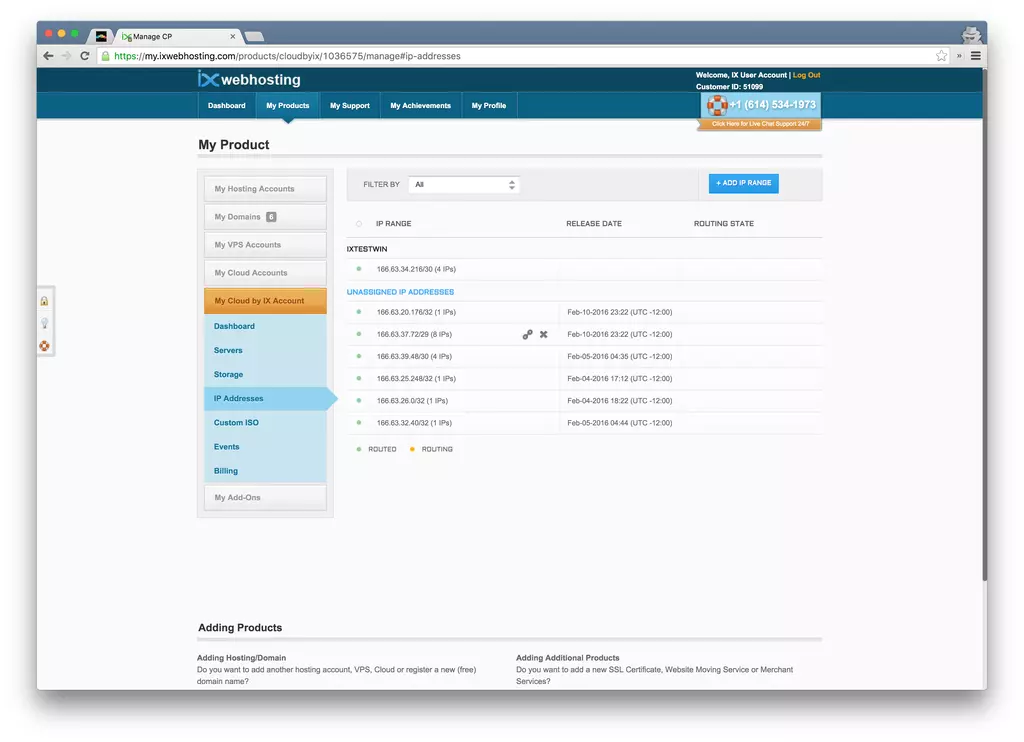 Manage CP
https://my.ixwebhosting.com/products/cloudbyix/1036575/manage#ip-addresses
ix webhosting
Welcome, IX User Account | Log Out
Customer ID: 51099
Dashboard My Products My Support My Achievements My Profile
+1 (614) 534-1973
Click Here for Live Chat Support 24/7
My Product
My Hosting Accounts
My Domains 6
My VPS Accounts
My Cloud Accounts
My Cloud by IX Account
Dashboard
Servers
Storage
IP Addresses
Custom ISO
Events
Billing
My Add-Ons
FILTER BY All + ADD IP RANGE
IP RANGE RELEASE DATE ROUTING STATE
IXTESTWIN
166.63.34.216/30 (4 IPs)
UNASSIGNED IP ADDRESSES
166.63.20.176/32 (1 IPs) Feb-10-2016 23:22 (UTC -12:00)
166.63.37.72/29 (8 IPs) Feb-10-2016 23:22 (UTC -12:00)
166.63.39.48/30 (4 IPs) Feb-05-2016 04:35 (UTC -12:00)
166.63.25.248/32 (1 IPs) Feb-04-2016 17:12 (UTC -12:00)
166.63.26.0/32 (1 IPs) Feb-04-2016 18:22 (UTC -12:00)
166.63.32.40/32 (1 IPs) Feb-05-2016 04:44 (UTC -12:00)
ROUTED ROUTING
Adding Products
Adding Hosting/Domain
Do you want to add another hosting account, VPS, Cloud or register a new (free)
domain name?
Adding Additional Products
Do you want to add a new SSL Certificate, Website Moving Service or Merchant
Services?